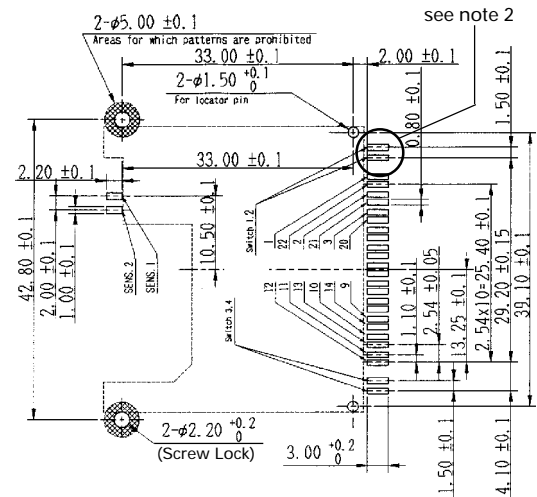 see note 2
2-ø5.00 ±0.1
Areas for which patterns are prohibited
33.00 ±0.1
2.00 ±0.1
2-ø1.50 +0.1 0
For locator pin
0.80 ±0.1
1.50 ±0.1
33.00 ±0.1
2.20 ±0.1
Switch 1,2
1
22
2
21
3
20
10.50 ±0.1
42.80 ±0.1
2.00 ±0.1
1.00 ±0.1
SENS.2
SENS.1
12
11
13
10
14
9
Switch 3,4
1.10 ±0.1
2.54 ±0.05
13.25 ±0.1
2.54x10=25.40 ±0.1
29.20 ±0.15
39.10 ±0.1
2-ø2.20 +0.2 0
(Screw Lock)
3.00 +0.2 0
1.50 ±0.1
4.10 ±0.1